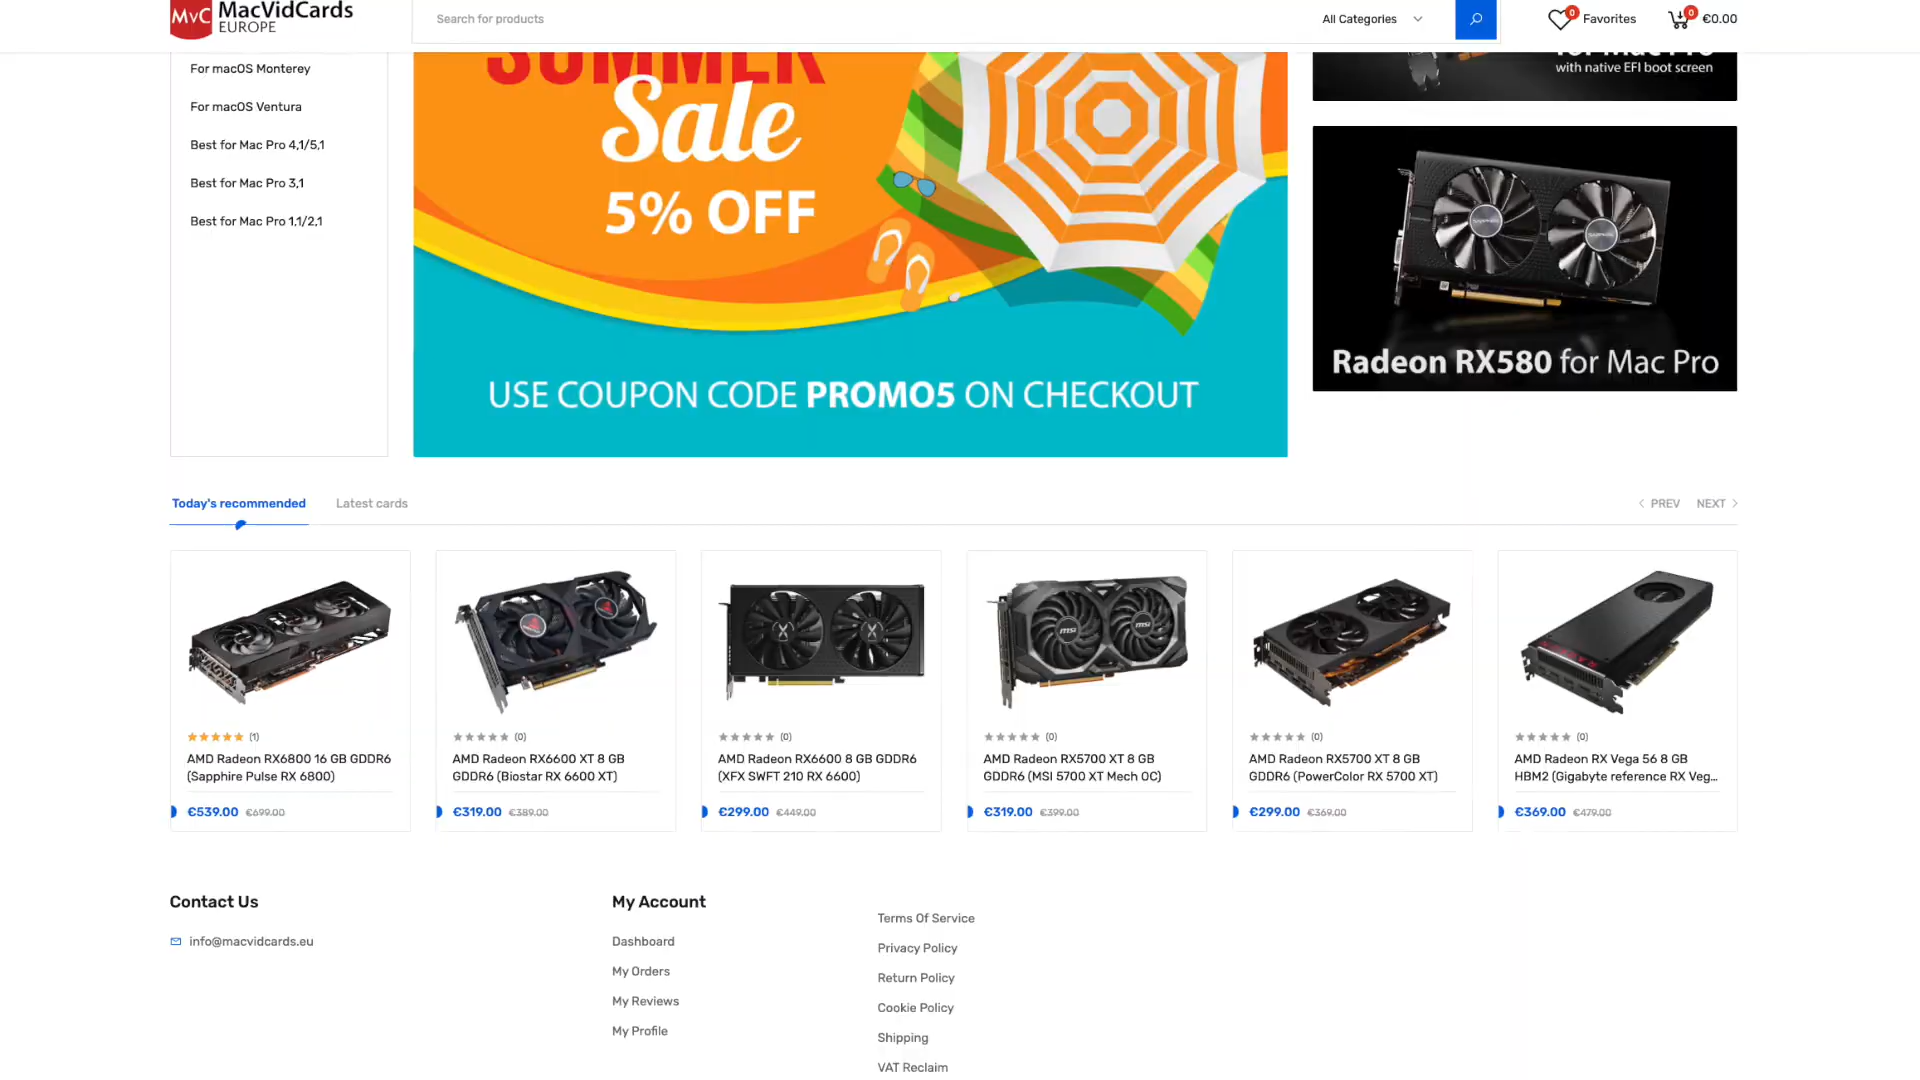 MvC MacVidCards
EUROPE
Search for products
All Categories
0 Favorites
0 €0.00
For macOS Monterey
For macOS Ventura
Best for Mac Pro 4,1/5,1
Best for Mac Pro 3,1
Best for Mac Pro 1,1/2,1
SUMMER
Sale
5% OFF
USE COUPON CODE PROMO5 ON CHECKOUT
for Mac Pro
with native EFI boot screen
Radeon RX580 for Mac Pro
Today's recommended
Latest cards
PREV
NEXT
(1)
AMD Radeon RX6800 16 GB GDDR6
(Sapphire Pulse RX 6800)
€539.00 €699.00
(0)
AMD Radeon RX6600 XT 8 GB
GDDR6 (Biostar RX 6600 XT)
€319.00 €389.00
(0)
AMD Radeon RX6600 8 GB GDDR6
(XFX SWFT 210 RX 6600)
€299.00 €449.00
msi
msi
(0)
AMD Radeon RX5700 XT 8 GB
GDDR6 (MSI 5700 XT Mech OC)
€319.00 €399.00
(0)
AMD Radeon RX5700 XT 8 GB
GDDR6 (PowerColor RX 5700 XT)
€299.00 €369.00
(0)
AMD Radeon RX Vega 56 8 GB
HBM2 (Gigabyte reference RX Veg...
€369.00 €479.00
Contact Us
info@macvidcards.eu
My Account
Dashboard
My Orders
My Reviews
My Profile
Terms Of Service
Privacy Policy
Return Policy
Cookie Policy
Shipping
VAT Reclaim